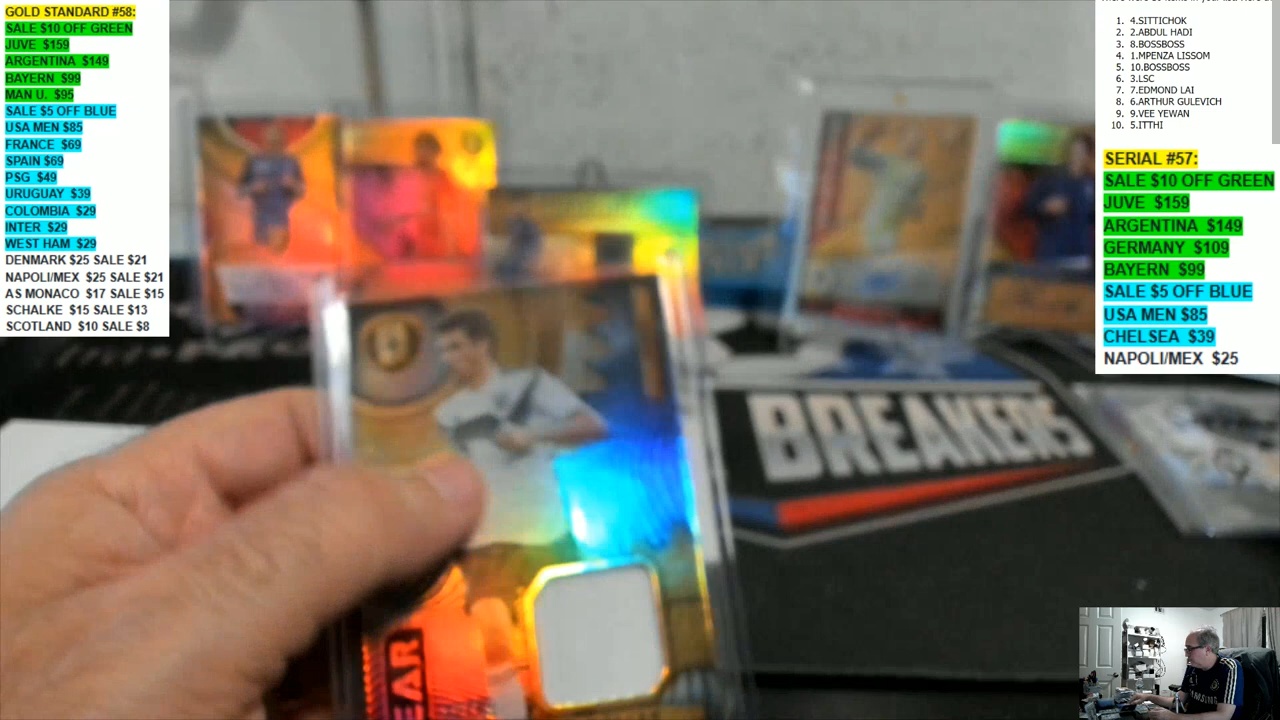 GOLD STANDARD #58:
SALE $10 OFF GREEN
JUVE $159
ARGENTINA $149
BAYERN $99
MAN U. $95
SALE $5 OFF BLUE
USA MEN $85
FRANCE $69
SPAIN $69
PSG $49
URUGUAY $39
COLOMBIA $29
INTER $29
WEST HAM $29
DENMARK $25 SALE $21
NAPOLI/MEX $25 SALE $21
AS MONACO $17 SALE $15
SCHALKE $15 SALE $13
SCOTLAND $10 SALE $8
1. 4.SITTICHOK
2. 2.ABDUL HADI
3. 8.BOSSBOSS
4. 1.MPENZA LISSOM
5. 10.BOSSBOSS
6. 3.LSC
7. 7.EDMOND LAI
8. 6.ARTHUR GULEVICH
9. 9.VEE YEWAN
10. 5.ITTHI
SERIAL #57:
SALE $10 OFF GREEN
JUVE $159
ARGENTINA $149
GERMANY $109
BAYERN $99
SALE $5 OFF BLUE
USA MEN $85
CHELSEA $39
NAPOLI/MEX $25
BREAKERS
EAR